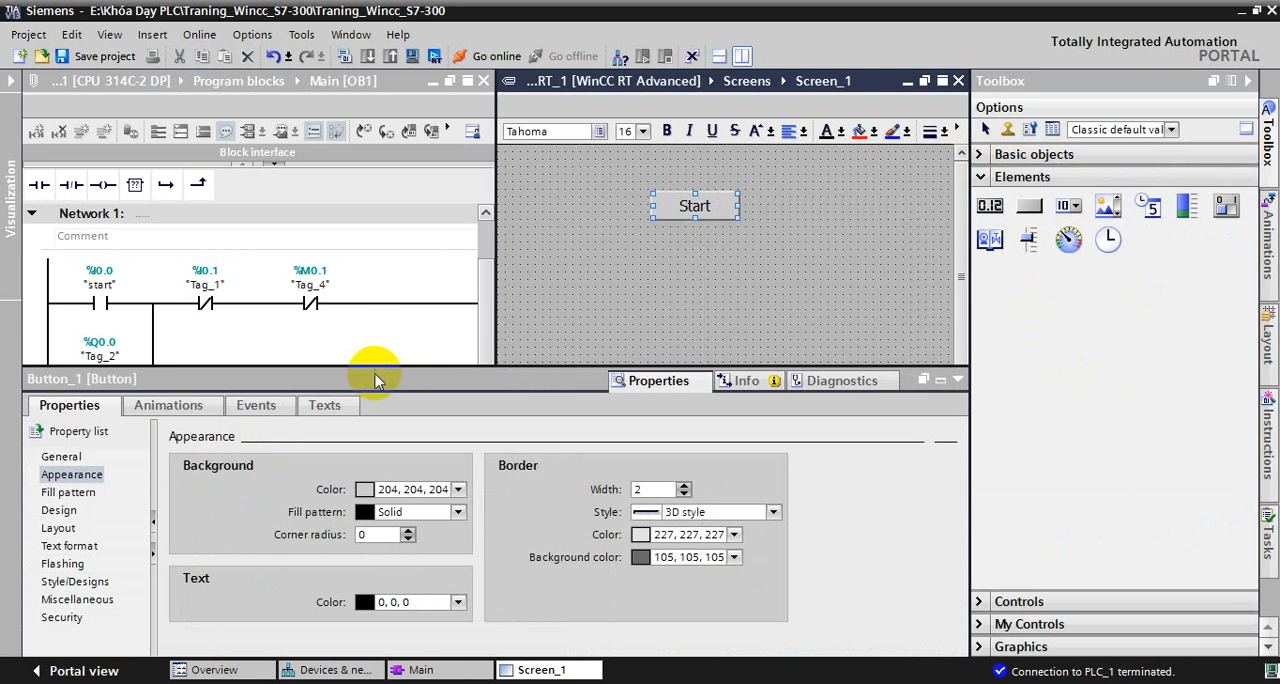 Siemens - E:\Khóa Dạy PLC\Traning_Wincc_S7-300\Traning_Wincc_S7-300
Project Edit View Insert Online Options Tools Window Help
Totally Integrated Automation
PORTAL
Save project
Go online
Go offline
...1 [CPU 314C-2 DP] Program blocks Main [OB1]
...RT_1 [WinCC RT Advanced] Screens Screen_1
Toolbox
Options
Tahoma 16 B I U S A
Classic default val
Block interface
Basic objects
Elements
Network 1: .....
Comment
%I0.0 %I0.1 %M0.1
"start" "Tag_1" "Tag_4"
%Q0.0
"Tag_2"
Start
Button_1 [Button]
Properties Info Diagnostics
Properties Animations Events Texts
Property list
General
Appearance
Fill pattern
Design
Layout
Text format
Flashing
Style/Designs
Miscellaneous
Security
Appearance
Background
Color: 204, 204, 204
Fill pattern: Solid
Corner radius: 0
Text
Color: 0, 0, 0
Border
Width: 2
Style: 3D style
Color: 227, 227, 227
Background color: 105, 105, 105
Controls
My Controls
Graphics
Visualization
Toolbox
Animations
Layout
Instructions
Tasks
Portal view
Overview
Devices & ne...
Main
Screen_1
Connection to PLC_1 terminated.